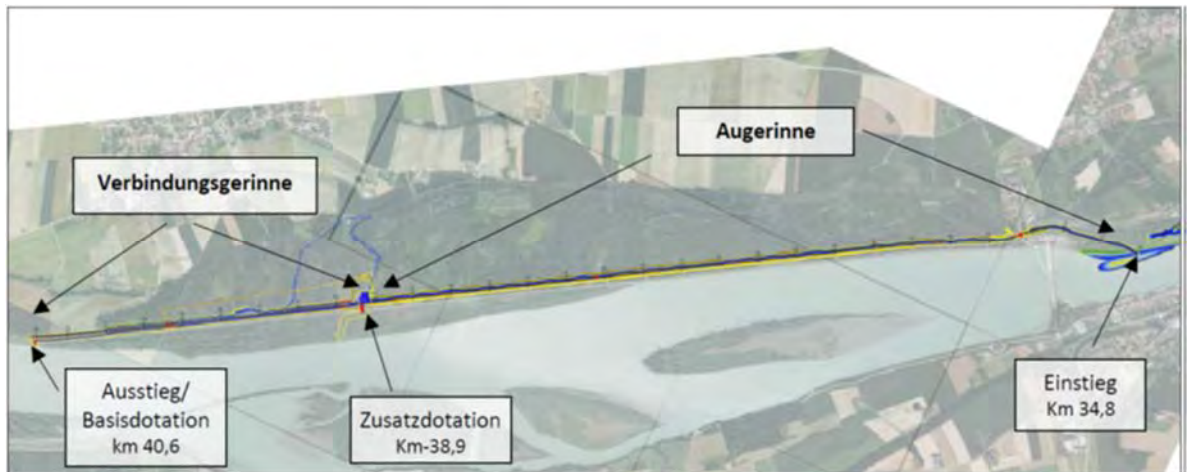 Augerinne
Verbindungsgerinne
Ausstieg/
Basisdotation
km 40,6
Zusatzdotation
Km-38,9
Einstieg
Km 34,8